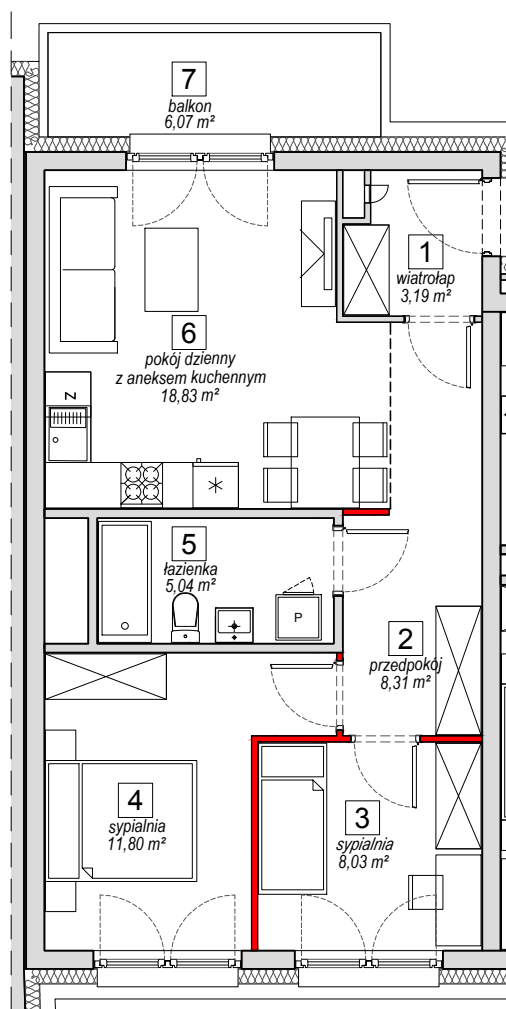 7
balkon
6,07 m²
1
wiatrołap
3,19 m²
6
pokój dzienny
z aneksem kuchennym
18,83 m²
Z
5
łazienka
5,04 m²
P
2
przedpokój
8,31 m²
4
sypialnia
11,80 m²
3
sypialnia
8,03 m²